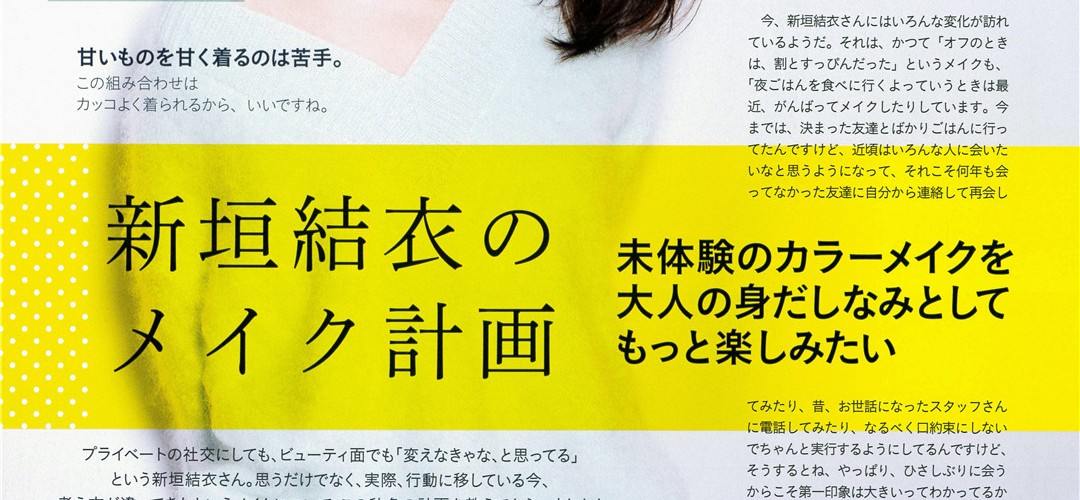 甘いものを甘く着るのは苦手。
この組み合わせは
カッコよく着られるから、いいですね。
新垣結衣の
メイク計画
未体験のカラーメイクを
大人の身だしなみとして
もっと楽しみたい
プライベートの社交にしても、ビューティ面でも「変えなきゃな、と思ってる」
という新垣結衣さん。思うだけでなく、実際、行動に移している今、
今、新垣結衣さんにはいろんな変化が訪れ
ているようだ。それは、かつて「オフのとき
は、割とすっぴんだった」というメイクも、
「夜ごはんを食べに行くよっていうときは最
近、がんばってメイクしたりしています。今
までは、決まった友達とばかりごはんに行っ
てたんですけど、近頃はいろんな人に会いた
いなと思うようになって、それこそ何年も会
ってなかった友達に自分から連絡して再会し
てみたり、昔、お世話になったスタッフさん
に電話してみたり、なるべく口約束にしない
でちゃんと実行するようにしてるんですけど、
そうするとね、やっぱり、ひさしぶりに会う
からこそ第一印象は大きいってわかってるか